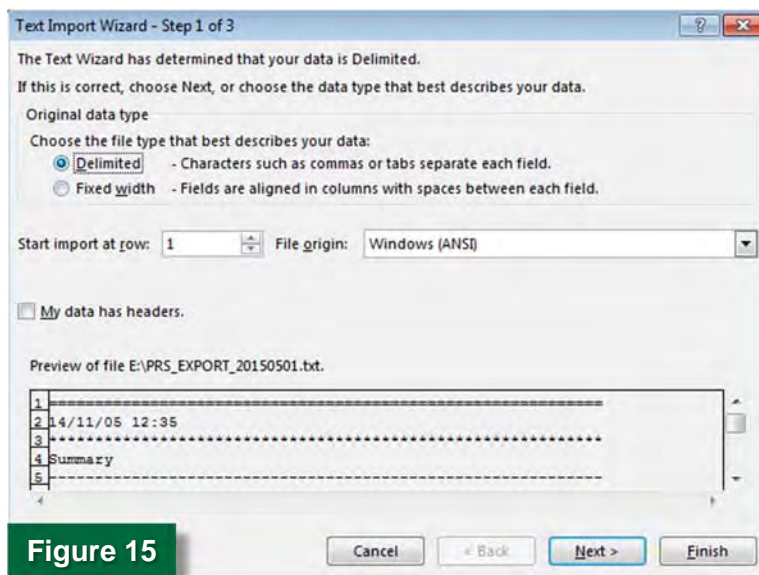 Text Import Wizard - Step 1 of 3
The Text Wizard has determined that your data is Delimited.
If this is correct, choose Next, or choose the data type that best describes your data.
Original data type
Choose the file type that best describes your data:
Delimited - Characters such as commas or tabs separate each field.
Fixed width - Fields are aligned in columns with spaces between each field.
Start import at row: 1 File origin: Windows (ANSI)
My data has headers.
Preview of file E:\PRS_EXPORT_20150501.txt.
1 ==============================================================
2 14/11/05 12:35
3 **************************************************************
4 Summary
5 --------------------------------------------------------------
Figure 15 Cancel < Back Next > Finish